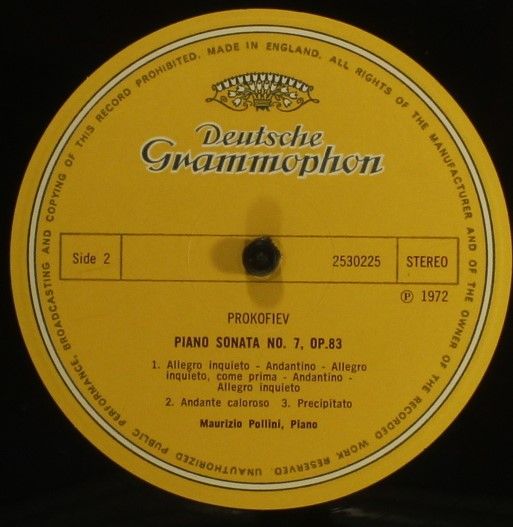 MADE IN ENGLAND. ALL RIGHTS OF THE MANUFACTURER AND OF THE OWNER OF THE RECORDED WORK RESERVED. UNAUTHORIZED PUBLIC PERFORMANCE, BROADCASTING AND COPYING OF THIS RECORD PROHIBITED.
Deutsche
Grammophon
Side 2
2530225
STEREO
℗ 1972
PROKOFIEV
PIANO SONATA NO. 7, OP.83
1. Allegro inquieto - Andantino - Allegro
inquieto, come prima - Andantino -
Allegro inquieto
2. Andante caloroso 3. Precipitato
Maurizio Pollini, Piano